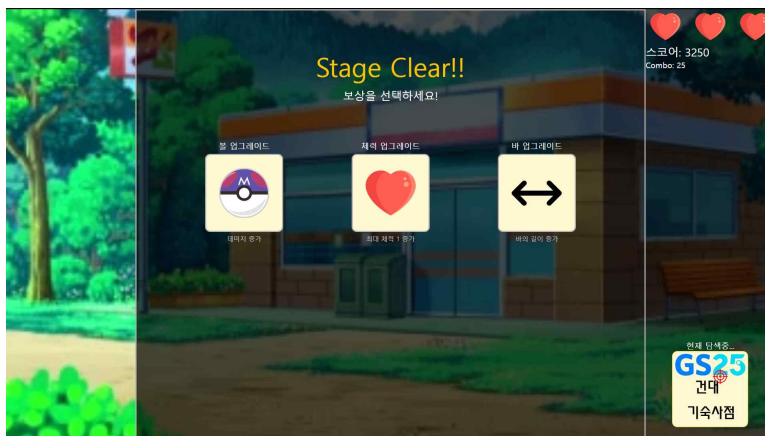 Stage Clear!!
보상을 선택하세요!
볼 업그레이드
체력 업그레이드
바 업그레이드
M
데미지 증가
최대 체력 1 증가
바의 길이 증가
스코어: 3250
Combo: 25
현재 탐색중...
GS25
건대
기숙사점